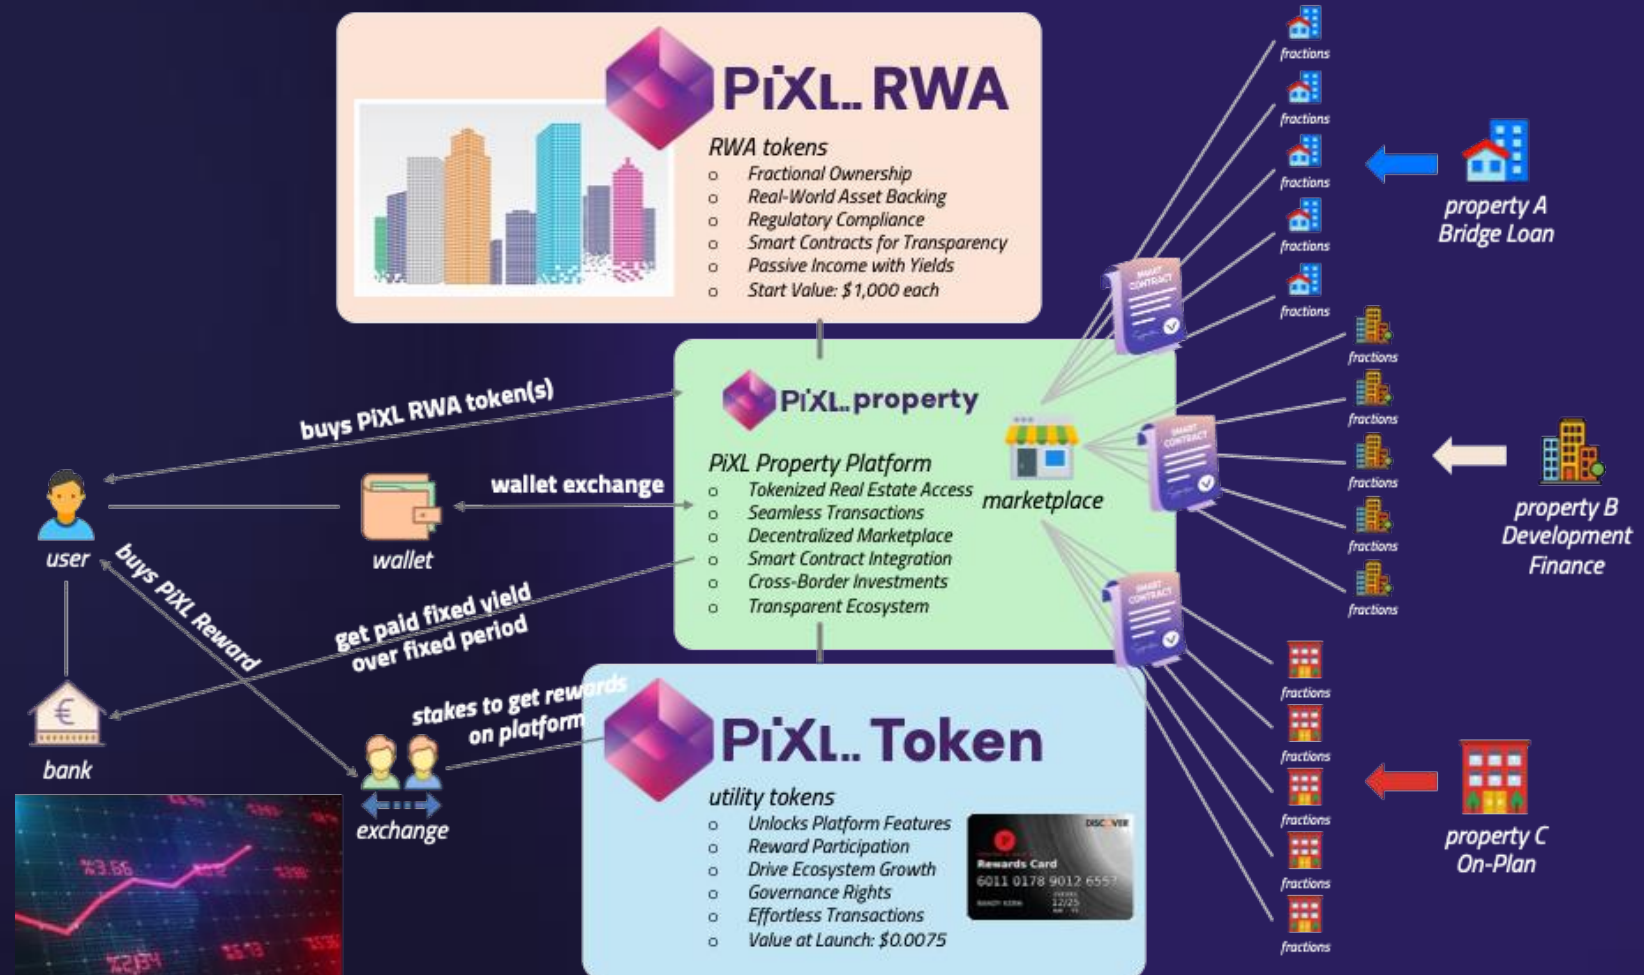 PiXL.. RWA
RWA tokens
Fractional Ownership
Real-World Asset Backing
Regulatory Compliance
Smart Contracts for Transparency
Passive Income with Yields
Start Value: $1,000 each
PiXL.. property
PiXL Property Platform
Tokenized Real Estate Access
Seamless Transactions
Decentralized Marketplace
Smart Contract Integration
Cross-Border Investments
Transparent Ecosystem
marketplace
PiXL.. Token
utility tokens
Unlocks Platform Features
Reward Participation
Drive Ecosystem Growth
Governance Rights
Effortless Transactions
Value at Launch: $0.0075
DISCOVER
Rewards Card
6011 0178 9012 6557
12/25
buys PiXL RWA token(s)
wallet exchange
user
wallet
buys PiXL Reward
get paid fixed yield
over fixed period
stakes to get rewards
on platform
€
bank
exchange
%3.66
SMART
CONTRACT
SMART
CONTRACT
SMART
CONTRACT
fractions
fractions
fractions
fractions
fractions
property A
Bridge Loan
fractions
fractions
fractions
fractions
fractions
property B
Development
Finance
fractions
fractions
fractions
fractions
fractions
property C
On-Plan